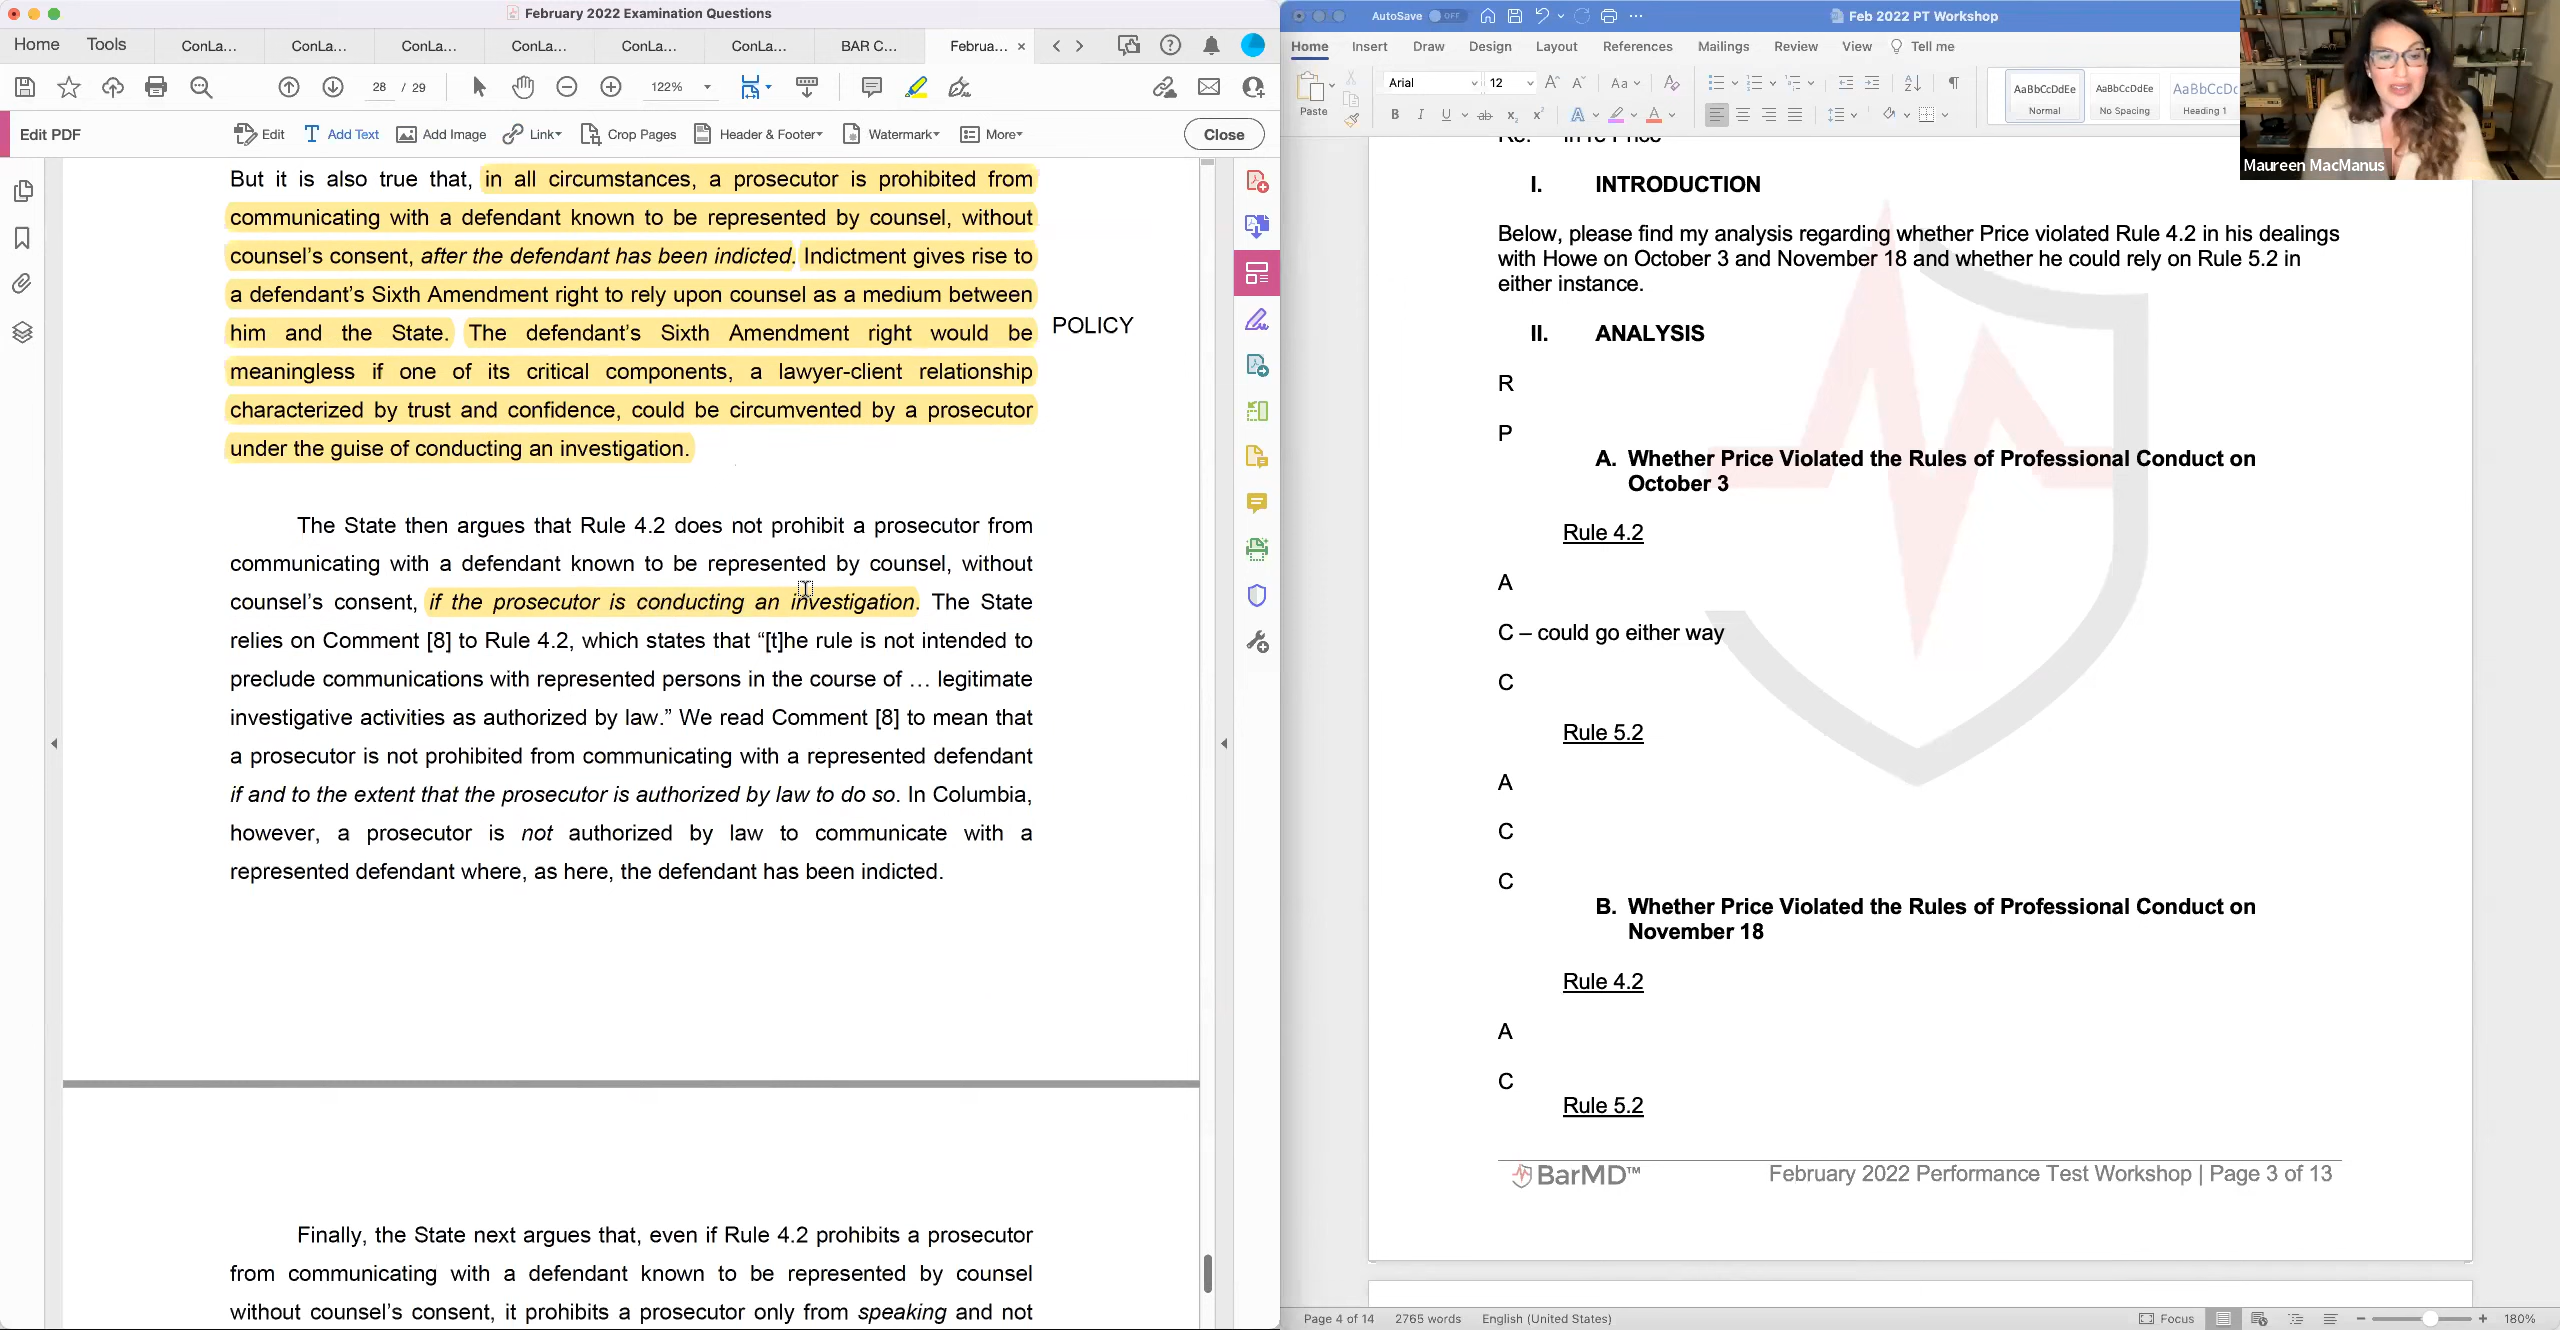 February 2022 Examination Questions
Home Tools ConLa... ConLa... ConLa... ConLa... ConLa... ConLa... BAR C... Februa... ×
28 / 29 122%
Edit PDF Edit Add Text Add Image Link Crop Pages Header & Footer Watermark More Close
But it is also true that, in all circumstances, a prosecutor is prohibited from
communicating with a defendant known to be represented by counsel, without
counsel’s consent, after the defendant has been indicted. Indictment gives rise to
a defendant’s Sixth Amendment right to rely upon counsel as a medium between
him and the State. The defendant’s Sixth Amendment right would be
POLICY
meaningless if one of its critical components, a lawyer-client relationship
characterized by trust and confidence, could be circumvented by a prosecutor
under the guise of conducting an investigation.
The State then argues that Rule 4.2 does not prohibit a prosecutor from
communicating with a defendant known to be represented by counsel, without
counsel’s consent, if the prosecutor is conducting an investigation. The State
relies on Comment [8] to Rule 4.2, which states that “[t]he rule is not intended to
preclude communications with represented persons in the course of … legitimate
investigative activities as authorized by law.” We read Comment [8] to mean that
a prosecutor is not prohibited from communicating with a represented defendant
if and to the extent that the prosecutor is authorized by law to do so. In Columbia,
however, a prosecutor is not authorized by law to communicate with a
represented defendant where, as here, the defendant has been indicted.
Finally, the State next argues that, even if Rule 4.2 prohibits a prosecutor
from communicating with a defendant known to be represented by counsel
without counsel’s consent, it prohibits a prosecutor only from speaking and not
AutoSave OFF Feb 2022 PT Workshop
Home Insert Draw Design Layout References Mailings Review View Tell me
Paste Arial 12 Aa
AaBbCcDdEe AaBbCcDdEe AaBbCcDc
Normal No Spacing Heading 1
Maureen MacManus
Re: In re Price
I. INTRODUCTION
Below, please find my analysis regarding whether Price violated Rule 4.2 in his dealings
with Howe on October 3 and November 18 and whether he could rely on Rule 5.2 in
either instance.
II. ANALYSIS
R
P
A. Whether Price Violated the Rules of Professional Conduct on
October 3
Rule 4.2
A
C – could go either way
C
Rule 5.2
A
C
C
B. Whether Price Violated the Rules of Professional Conduct on
November 18
Rule 4.2
A
C
Rule 5.2
BarMD™ February 2022 Performance Test Workshop | Page 3 of 13
Page 4 of 14 2765 words English (United States) Focus 180%